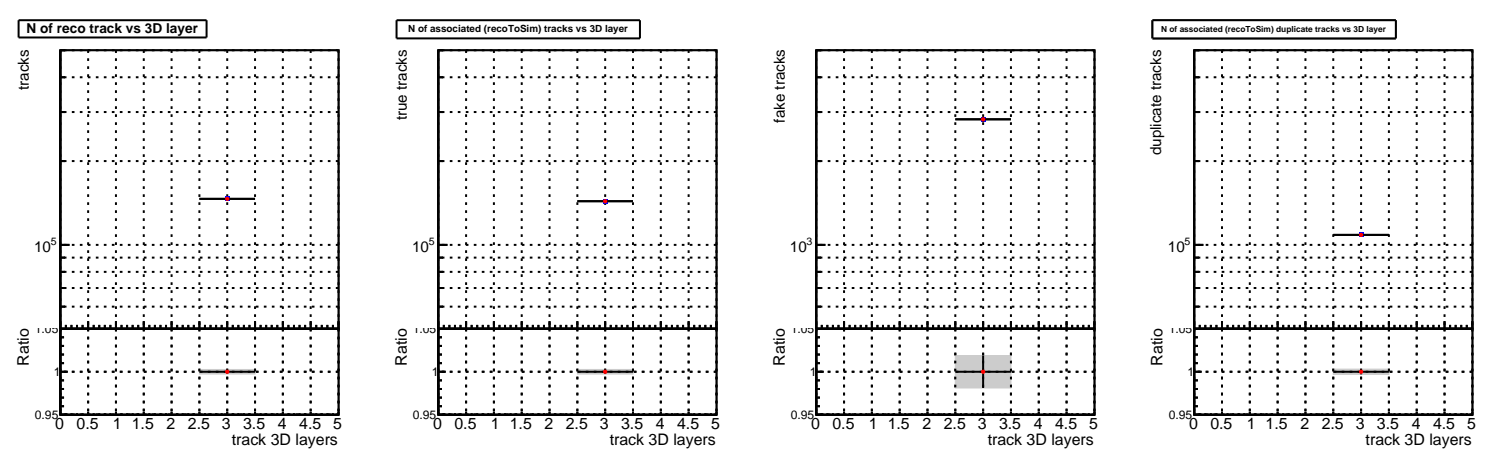 N of reco track vs 3D layer
tracks
10^5
1.05
Ratio
1
0.95
0 0.5 1 1.5 2 2.5 3 3.5 4 4.5 5
track 3D layers
N of associated (recoToSim) tracks vs 3D layer
true tracks
10^5
1.05
Ratio
1
0.95
0 0.5 1 1.5 2 2.5 3 3.5 4 4.5 5
track 3D layers
fake tracks
10^3
1.05
Ratio
1
0.95
0 0.5 1 1.5 2 2.5 3 3.5 4 4.5 5
track 3D layers
N of associated (recoToSim) duplicate tracks vs 3D layer
duplicate tracks
10^5
1.05
Ratio
1
0.95
0 0.5 1 1.5 2 2.5 3 3.5 4 4.5 5
track 3D layers